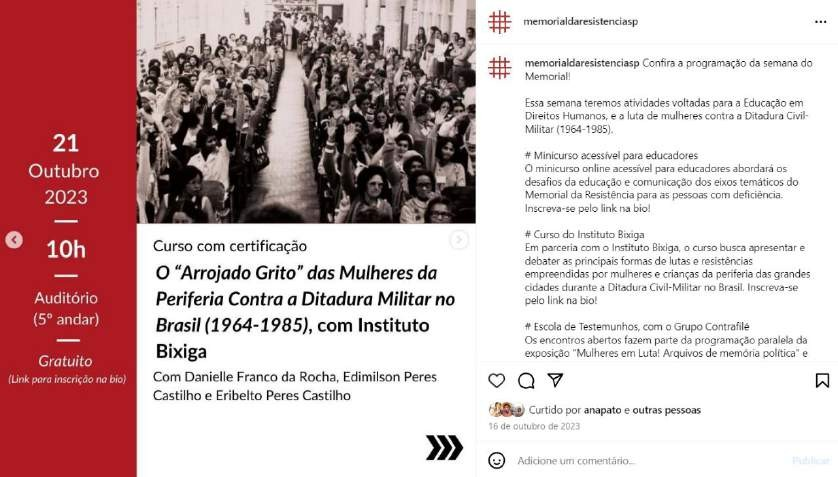 21
Outubro
2023
10h
Auditório
(5º andar)
Gratuito
(Link para inscrição na bio)
Curso com certificação
O “Arrojado Grito” das Mulheres da
Periferia Contra a Ditadura Militar no
Brasil (1964-1985), com Instituto
Bixiga
Com Danielle Franco da Rocha, Edimilson Peres
Castilho e Eribelto Peres Castilho
memorialdaresistenciasp
memorialdaresistenciasp Confira a programação da semana do
Memorial!
Essa semana teremos atividades voltadas para a Educação em
Direitos Humanos, e a luta de mulheres contra a Ditadura Civil-
Militar (1964-1985).
# Minicurso acessível para educadores
O minicurso online acessível para educadores abordará os
desafios da educação e comunicação dos eixos temáticos do
Memorial da Resistência para as pessoas com deficiência.
Inscreva-se pelo link na bio!
# Curso do Instituto Bixiga
Em parceria com o Instituto Bixiga, o curso busca apresentar e
debater as principais formas de lutas e resistências
empreendidas por mulheres e crianças da periferia das grandes
cidades durante a Ditadura Civil-Militar no Brasil. Inscreva-se
pelo link na bio!
# Escola de Testemunhos, com o Grupo Contrafilé
Os encontros abertos fazem parte da programação paralela da
exposição "Mulheres em Luta! Arquivos de memória política" e
Curtido por anapato e outras pessoas
16 de outubro de 2023
Adicione um comentário...
Publicar